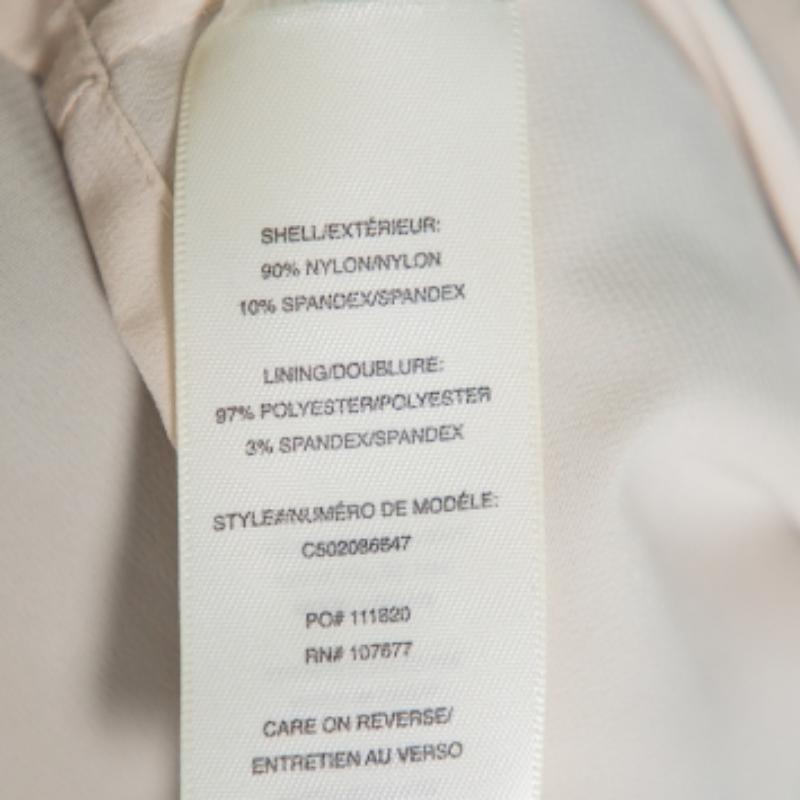 SHELL/EXTÉRIEUR:
90% NYLON/NYLON
10% SPANDEX/SPANDEX
LINING/DOUBLURE:
97% POLYESTER/POLYESTER
3% SPANDEX/SPANDEX
STYLE#/NUMÉRO DE MODÉLE:
C502086547
PO# 111820
RN# 107677
CARE ON REVERSE/
ENTRETIEN AU VERSO